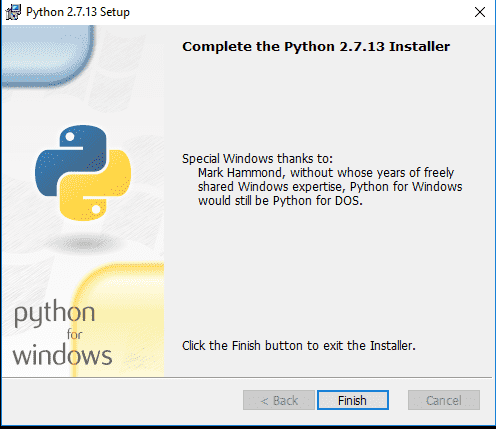 Python 2.7.13 Setup
Complete the Python 2.7.13 Installer
Special Windows thanks to:
Mark Hammond, without whose years of freely
shared Windows expertise, Python for Windows
would still be Python for DOS.
python
for
windows
Click the Finish button to exit the Installer.
< Back
Finish
Cancel